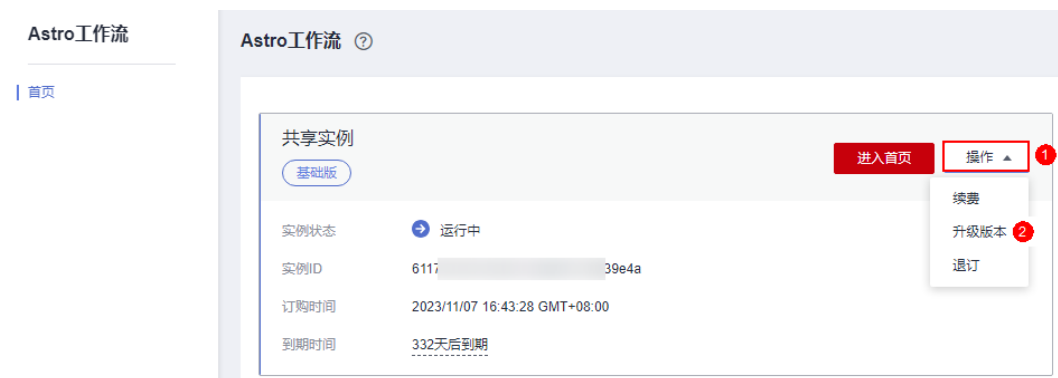 Astro工作流
首页
Astro工作流 ?
共享实例
基础版
进入首页
操作 1
续费
升级版本 2
退订
实例状态 运行中
实例ID 6117 39e4a
订购时间 2023/11/07 16:43:28 GMT+08:00
到期时间 332天后到期